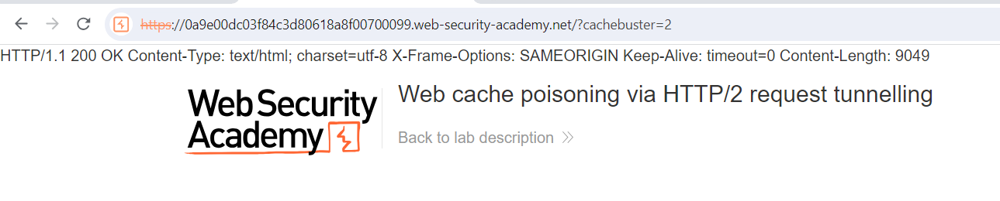 https://0a9e00dc03f84c3d80618a8f00700099.web-security-academy.net/?cachebuster=2
HTTP/1.1 200 OK Content-Type: text/html; charset=utf-8 X-Frame-Options: SAMEORIGIN Keep-Alive: timeout=0 Content-Length: 9049
Web Security
Academy
Web cache poisoning via HTTP/2 request tunnelling
Back to lab description